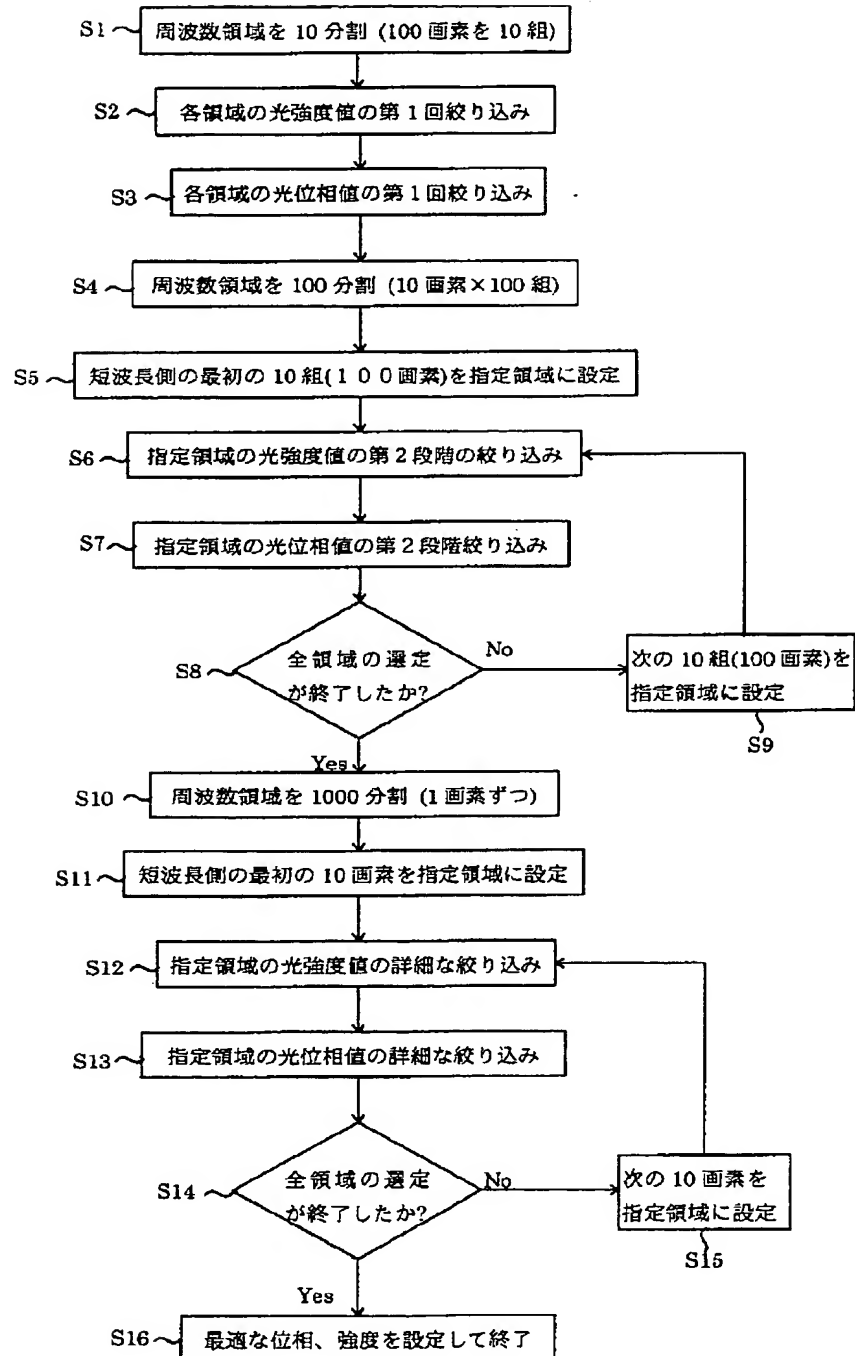 S1
周波数領域を 10 分割 (100 画素を 10 組)
S2
各領域の光強度値の第 1 回絞り込み
S3
各領域の光位相値の第 1 回絞り込み
S4
周波数領域を 100 分割 (10 画素×100 組)
S5
短波長側の最初の 10 組(１００画素)を指定領域に設定
S6
指定領域の光強度値の第 2 段階の絞り込み
S7
指定領域の光位相値の第 2 段階絞り込み
S8
全領域の選定
が終了したか?
No
次の 10 組(100 画素)を
指定領域に設定
S9
Yes
S10
周波数領域を 1000 分割 (1 画素ずつ)
S11
短波長側の最初の 10 画素を指定領域に設定
S12
指定領域の光強度値の詳細な絞り込み
S13
指定領域の光位相値の詳細な絞り込み
S14
全領域の選定
が終了したか?
No
次の 10 画素を
指定領域に設定
S15
Yes
S16
最適な位相、強度を設定して終了